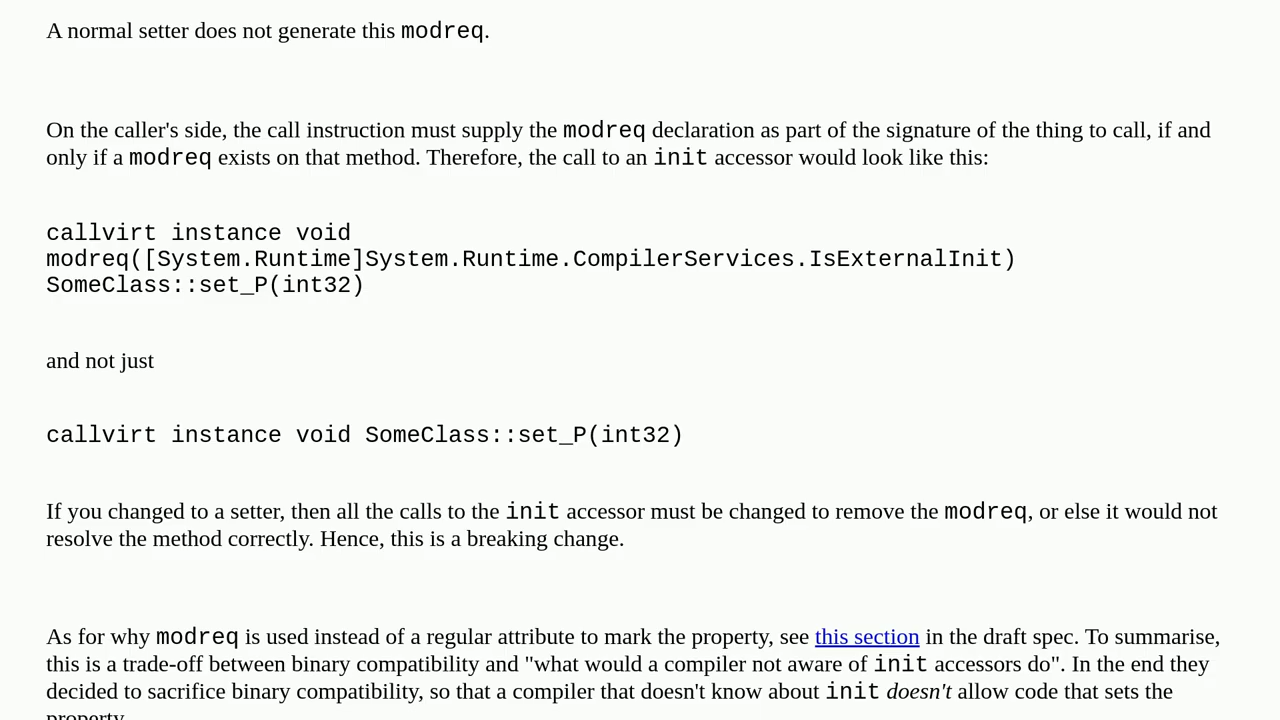 A normal setter does not generate this modreq.
On the caller's side, the call instruction must supply the modreq declaration as part of the signature of the thing to call, if and
only if a modreq exists on that method. Therefore, the call to an init accessor would look like this:
callvirt instance void
modreq([System.Runtime]System.Runtime.CompilerServices.IsExternalInit)
SomeClass::set_P(int32)
and not just
callvirt instance void SomeClass::set_P(int32)
If you changed to a setter, then all the calls to the init accessor must be changed to remove the modreq, or else it would not
resolve the method correctly. Hence, this is a breaking change.
As for why modreq is used instead of a regular attribute to mark the property, see this section in the draft spec. To summarise,
this is a trade-off between binary compatibility and "what would a compiler not aware of init accessors do". In the end they
decided to sacrifice binary compatibility, so that a compiler that doesn't know about init doesn't allow code that sets the
property.